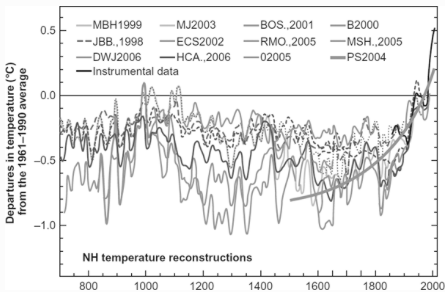 MBH1999 MJ2003 BOS.,2001 B2000
JBB.,1998 ECS2002 RMO.,2005 MSH.,2005
DWJ2006 HCA.,2006 02005 PS2004
Instrumental data
0.5
0.0
−0.5
−1.0
Departures in temperature (°C)
from the 1961–1990 average
NH temperature reconstructions
800 1000 1200 1400 1600 1800 2000